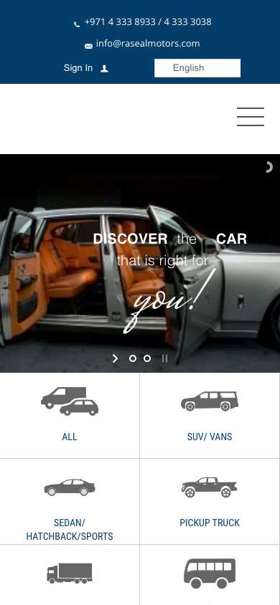 +971 4 333 8933 / 4 333 3038
info@rasealmotors.com
Sign In
English
DISCOVER the CAR
that is right for
you!
ALL
SUV/ VANS
SEDAN/
HATCHBACK/SPORTS
PICKUP TRUCK